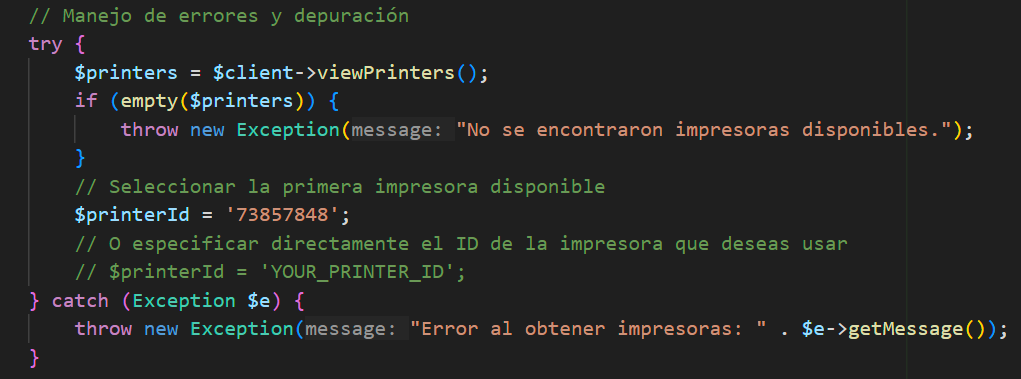 // Manejo de errores y depuración
try {
$printers = $client->viewPrinters();
if (empty($printers)) {
throw new Exception(message: "No se encontraron impresoras disponibles.");
}
// Seleccionar la primera impresora disponible
$printerId = '73857848';
// O especificar directamente el ID de la impresora que deseas usar
// $printerId = 'YOUR_PRINTER_ID';
} catch (Exception $e) {
throw new Exception(message: "Error al obtener impresoras: " . $e->getMessage());
}